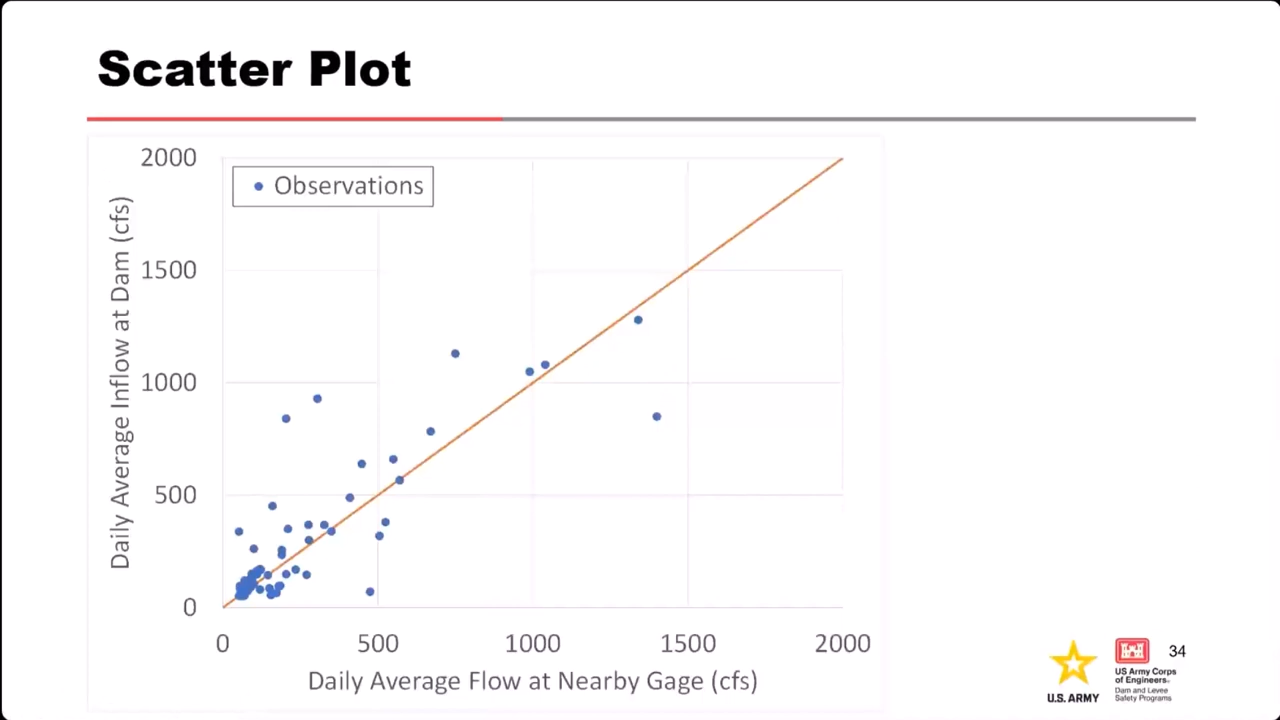 Scatter Plot
2000
Observations
1500
1000
500
0
Daily Average Inflow at Dam (cfs)
0 500 1000 1500 2000
Daily Average Flow at Nearby Gage (cfs)
U.S. ARMY
US Army Corps
of Engineers®
Dam and Levee
Safety Programs
34